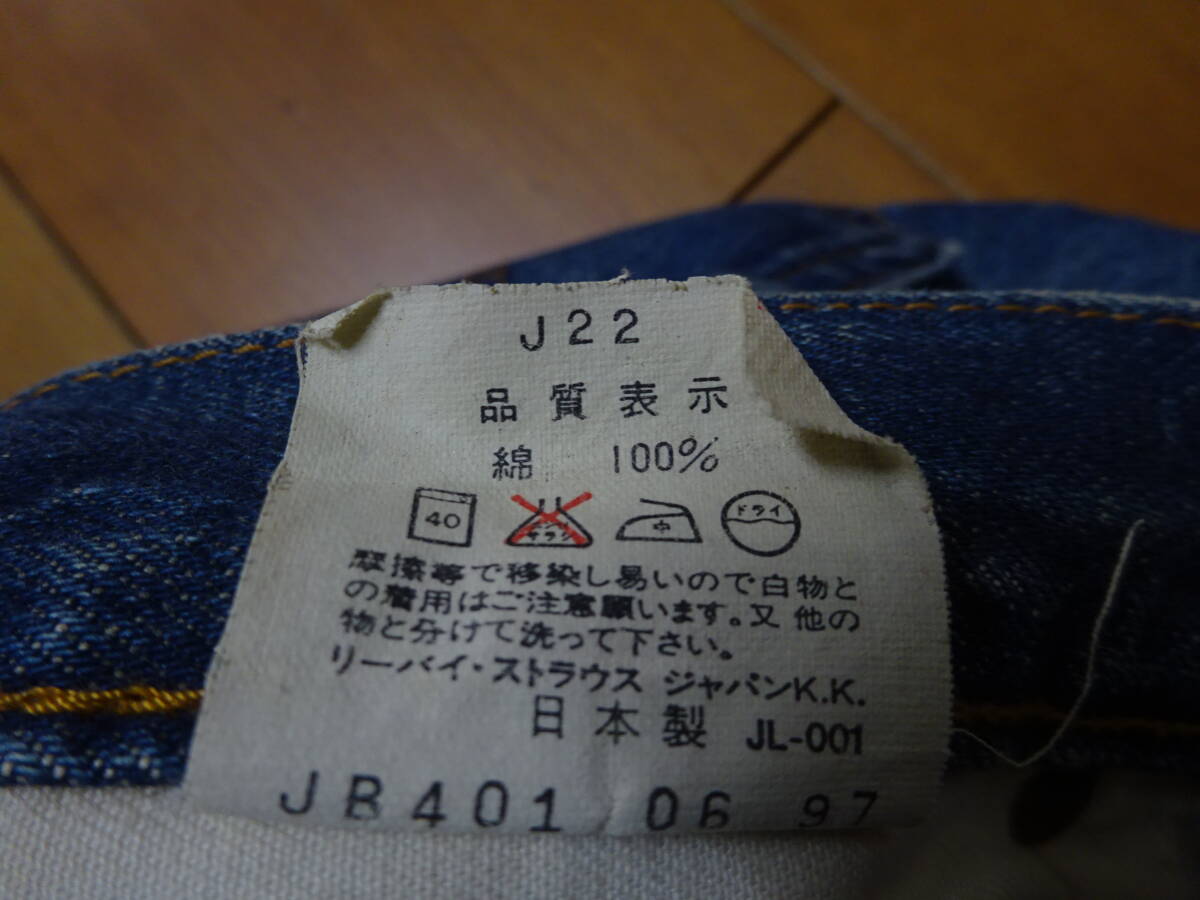 J22
品質表示
綿 100%
40 中 ドライ
摩擦等で移染し易いので白物と
の着用はご注意願います。又他の
物と分けて洗って下さい。
リーバイ・ストラウス ジャパンK.K.
日本製 JL-001
JB401 06 97